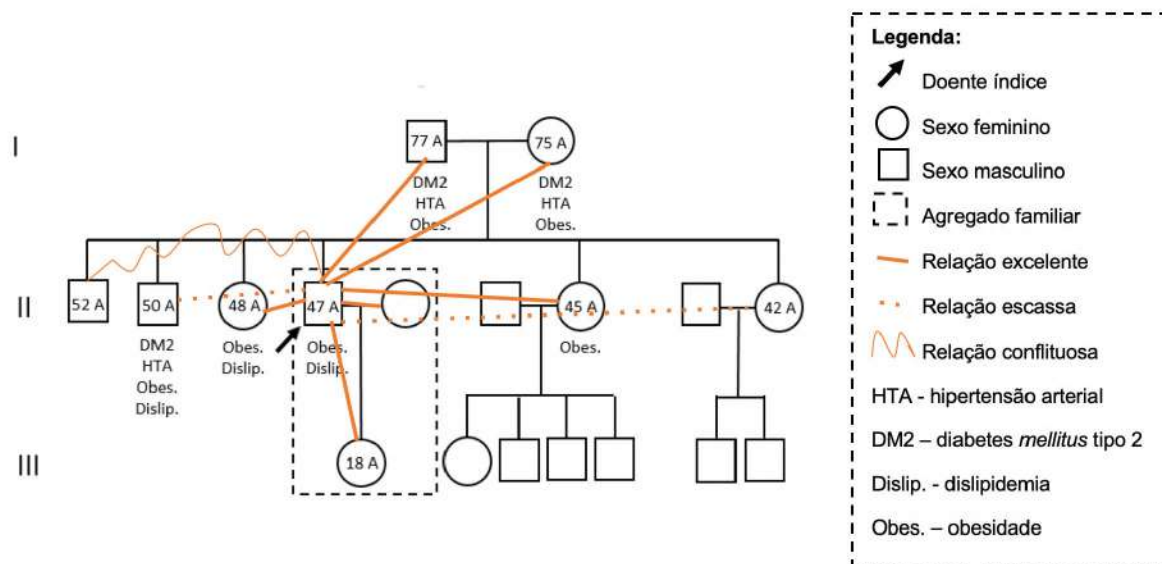 I
77 A
75 A
DM2
HTA
Obes.
DM2
HTA
Obes.
II
52 A
50 A
48 A
47 A
45 A
42 A
DM2
HTA
Obes.
Dislip.
Obes.
Dislip.
Obes.
Dislip.
Obes.
III
18 A
Legenda:
Doente índice
Sexo feminino
Sexo masculino
Agregado familiar
Relação excelente
Relação escassa
Relação conflituosa
HTA - hipertensão arterial
DM2 – diabetes mellitus tipo 2
Dislip. - dislipidemia
Obes. – obesidade